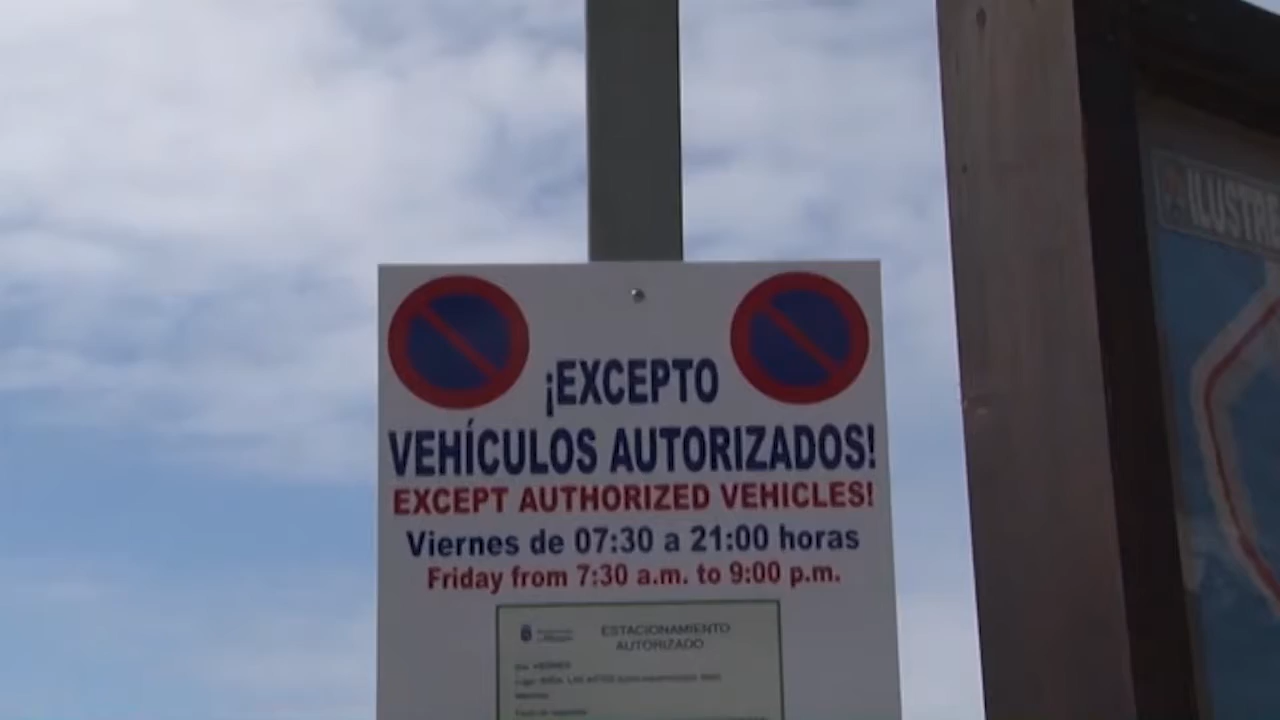 ¡EXCEPTO
VEHÍCULOS AUTORIZADOS!
EXCEPT AUTHORIZED VEHICLES!
Viernes de 07:30 a 21:00 horas
Friday from 7:30 a.m. to 9:00 p.m.
ESTACIONAMIENTO
AUTORIZADO